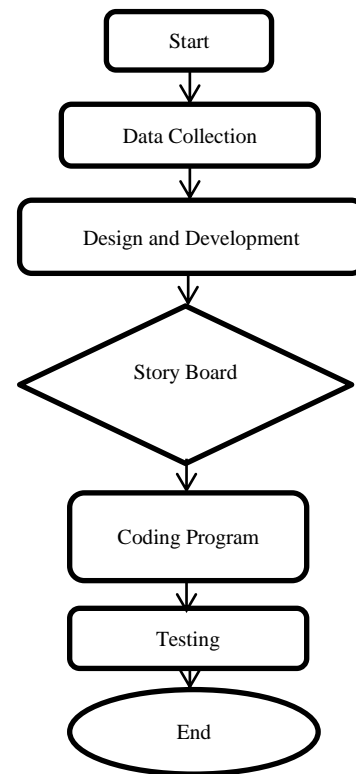 Start
Data Collection
Design and Development
Story Board
Coding Program
Testing
End